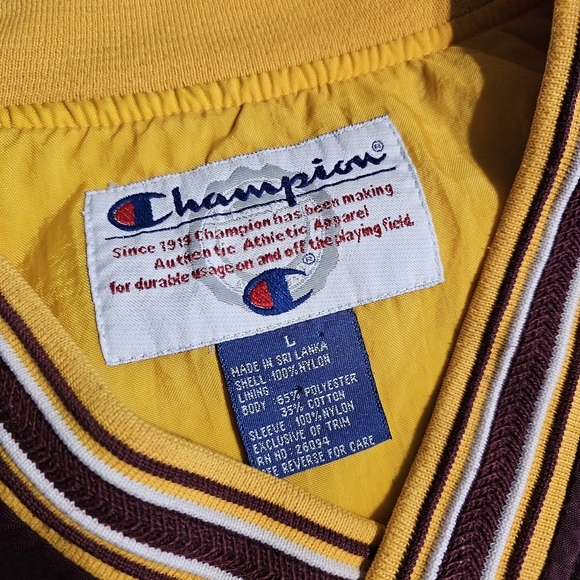 Champion®
Since 1919 Champion has been making
Authentic Athletic Apparel
for durable usage on and off the playing field.
®
L
MADE IN SRI LANKA
SHELL: 100% NYLON
LINING:
BODY : 65% POLYESTER
35% COTTON
SLEEVE : 100% NYLON
EXCLUSIVE OF TRIM
RN NO: 26094
SEE REVERSE FOR CARE